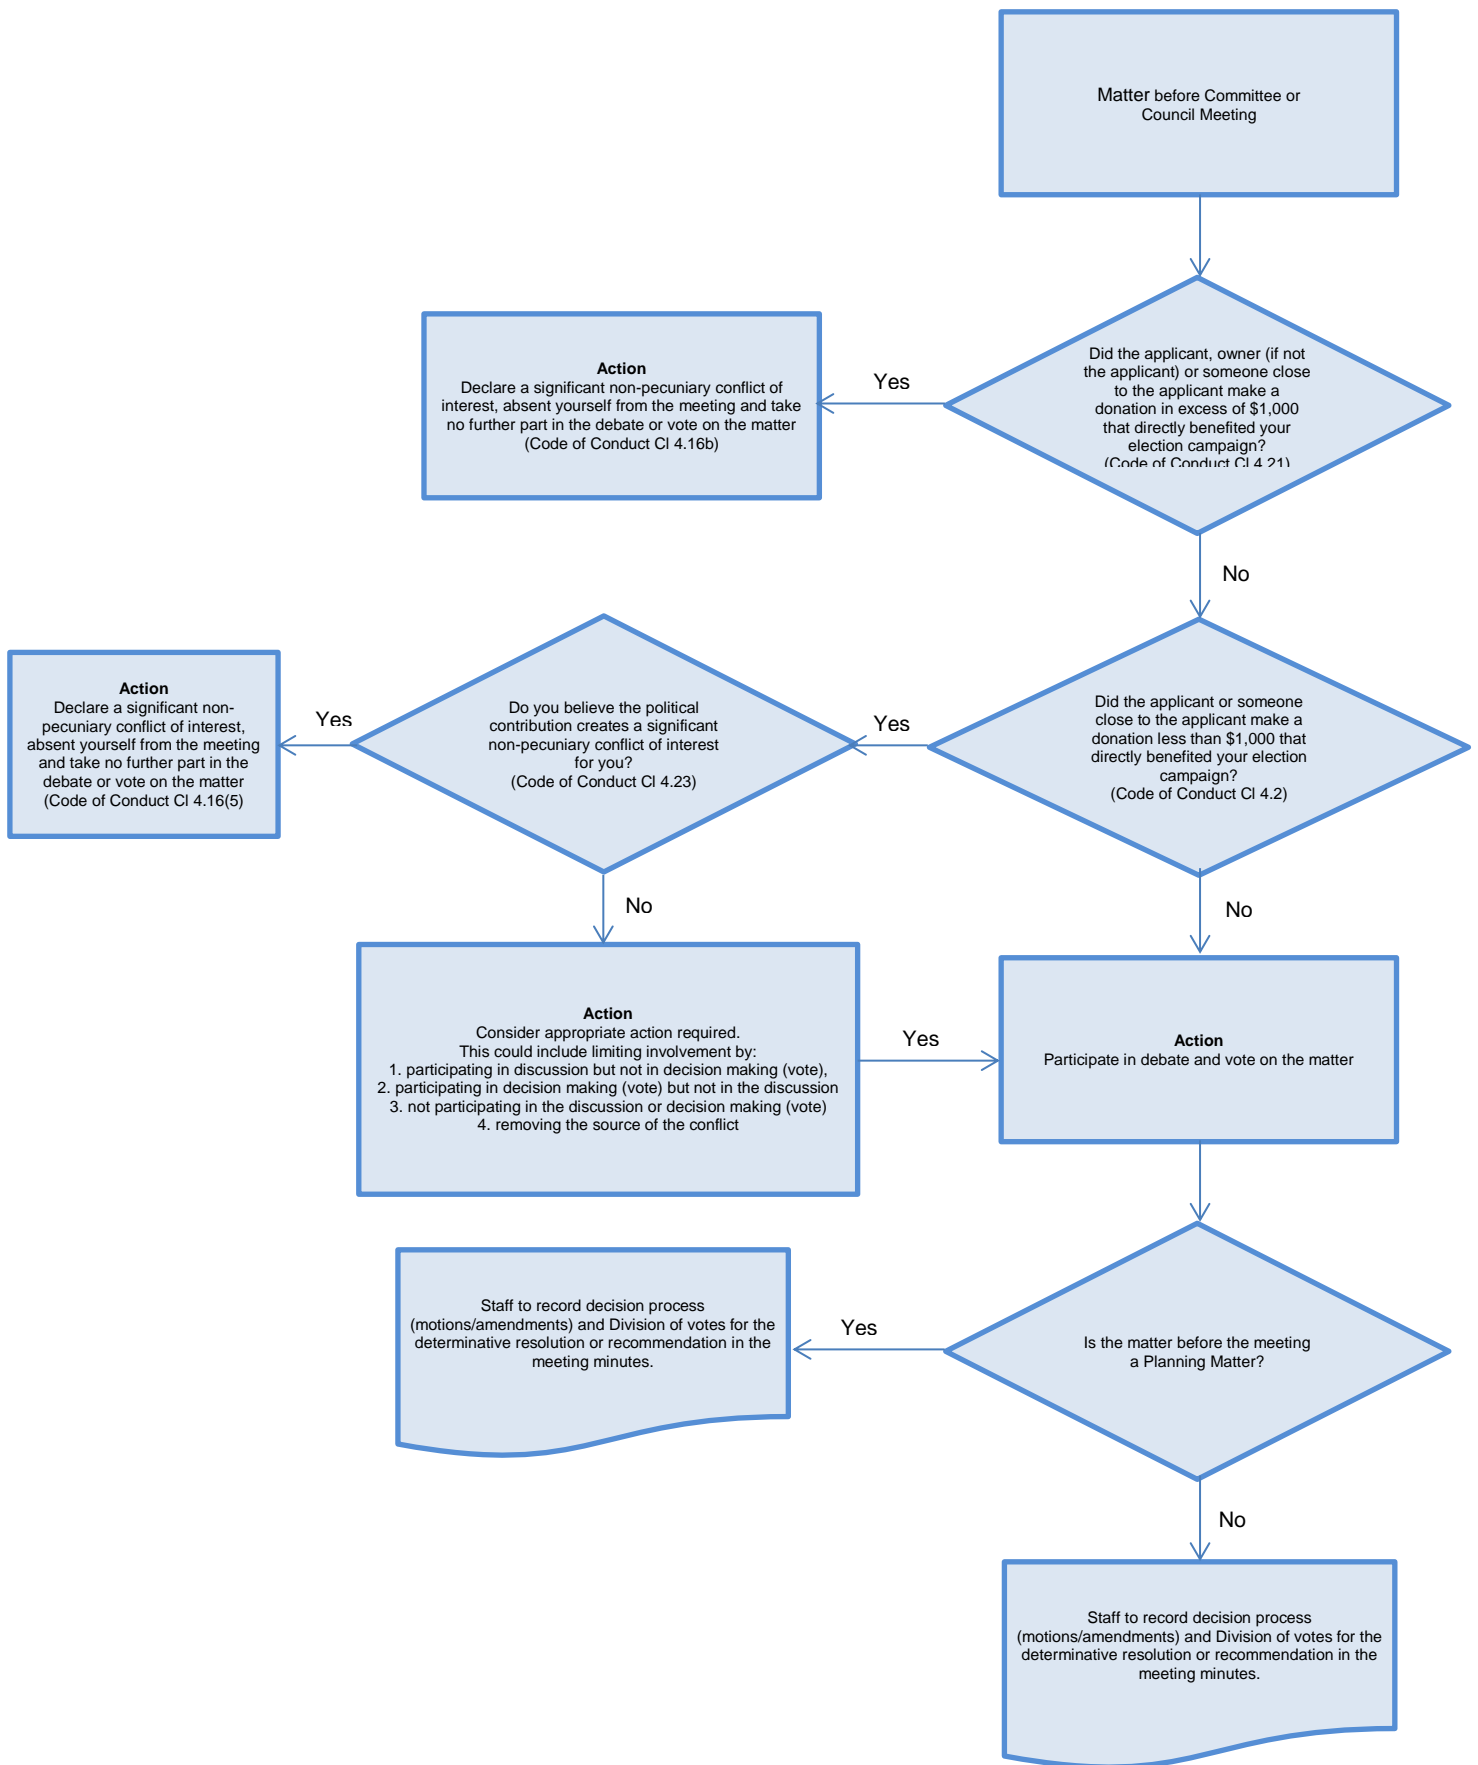 Matter before Committee or
Council Meeting
Did the applicant, owner (if not
the applicant) or someone close
to the applicant make a
donation in excess of $1,000
that directly benefited your
election campaign?
(Code of Conduct Cl 4.21)
Yes
Action
Declare a significant non-pecuniary conflict of
interest, absent yourself from the meeting and take
no further part in the debate or vote on the matter
(Code of Conduct Cl 4.16b)
No
Did the applicant or someone
close to the applicant make a
donation less than $1,000 that
directly benefited your election
campaign?
(Code of Conduct Cl 4.2)
Yes
Do you believe the political
contribution creates a significant
non-pecuniary conflict of interest
for you?
(Code of Conduct Cl 4.23)
Yes
Action
Declare a significant non-
pecuniary conflict of interest,
absent yourself from the meeting
and take no further part in the
debate or vote on the matter
(Code of Conduct Cl 4.16(5)
No
No
Action
Consider appropriate action required.
This could include limiting involvement by:
1. participating in discussion but not in decision making (vote),
2. participating in decision making (vote) but not in the discussion
3. not participating in the discussion or decision making (vote)
4. removing the source of the conflict
Yes
Action
Participate in debate and vote on the matter
Is the matter before the meeting
a Planning Matter?
Yes
Staff to record decision process
(motions/amendments) and Division of votes for the
determinative resolution or recommendation in the
meeting minutes.
No
Staff to record decision process
(motions/amendments) and Division of votes for the
determinative resolution or recommendation in the
meeting minutes.